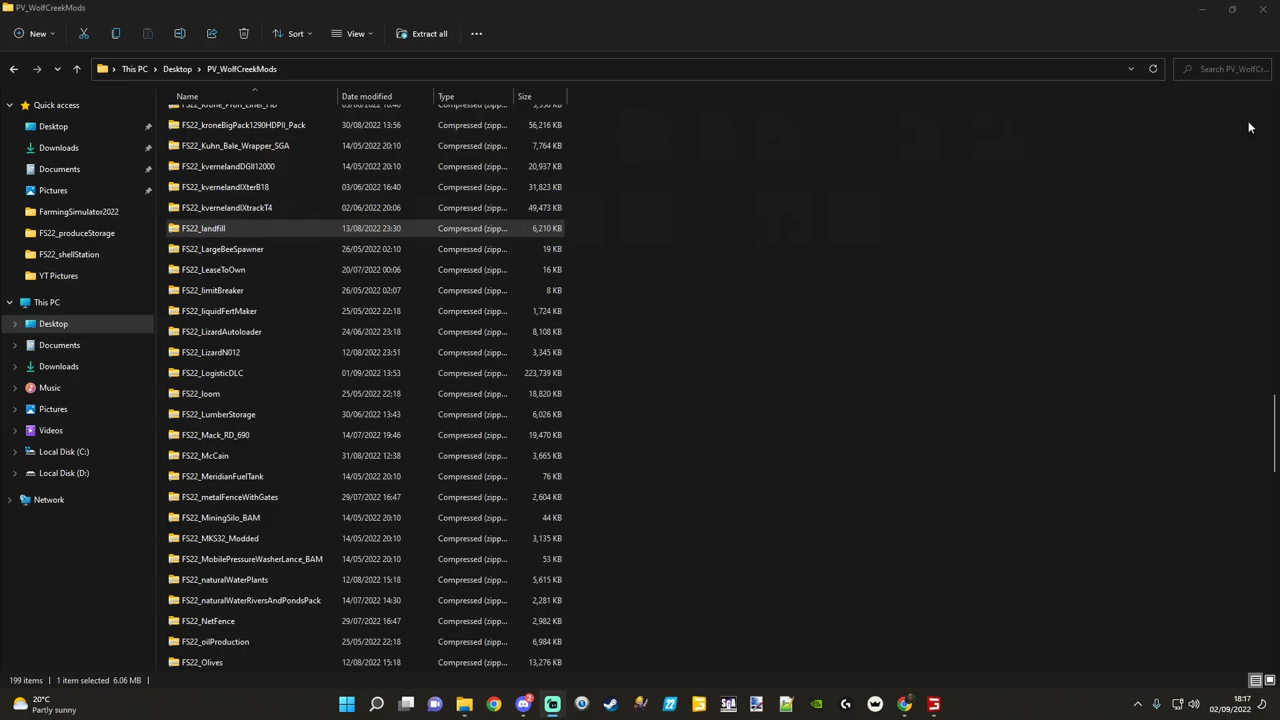 PV_WolfCreekMods
New
Sort
View
Extract all
This PC > Desktop > PV_WolfCreekMods
Search PV_WolfCr...
Name Date modified Type Size
Quick access
Desktop
Downloads
Documents
Pictures
FarmingSimulator2022
FS22_produceStorage
FS22_shellStation
YT Pictures
This PC
Desktop
Documents
Downloads
Music
Pictures
Videos
Local Disk (C:)
Local Disk (D:)
Network
FS22_kroneBigPack1290HDPII_Pack 30/08/2022 13:56 Compressed (zipp... 56,216 KB
FS22_Kuhn_Bale_Wrapper_SGA 14/05/2022 20:10 Compressed (zipp... 7,764 KB
FS22_kvernelandDGII12000 14/05/2022 20:10 Compressed (zipp... 20,937 KB
FS22_kvernelandIXterB18 03/06/2022 16:40 Compressed (zipp... 31,823 KB
FS22_kvernelandIXtrackT4 02/06/2022 20:06 Compressed (zipp... 49,473 KB
FS22_landfill 13/08/2022 23:30 Compressed (zipp... 6,210 KB
FS22_LargeBeeSpawner 26/05/2022 02:10 Compressed (zipp... 19 KB
FS22_LeaseToOwn 20/07/2022 00:06 Compressed (zipp... 16 KB
FS22_limitBreaker 26/05/2022 02:07 Compressed (zipp... 8 KB
FS22_liquidFertMaker 25/05/2022 22:18 Compressed (zipp... 1,724 KB
FS22_LizardAutoloader 24/06/2022 23:18 Compressed (zipp... 8,108 KB
FS22_LizardN012 12/08/2022 23:51 Compressed (zipp... 3,345 KB
FS22_LogisticDLC 01/09/2022 13:53 Compressed (zipp... 223,739 KB
FS22_loom 25/05/2022 22:18 Compressed (zipp... 18,820 KB
FS22_LumberStorage 30/06/2022 13:43 Compressed (zipp... 6,026 KB
FS22_Mack_RD_690 14/07/2022 19:46 Compressed (zipp... 19,470 KB
FS22_McCain 31/08/2022 12:38 Compressed (zipp... 3,665 KB
FS22_MeridianFuelTank 14/05/2022 20:10 Compressed (zipp... 76 KB
FS22_metalFenceWithGates 29/07/2022 16:47 Compressed (zipp... 2,604 KB
FS22_MiningSilo_BAM 14/05/2022 20:10 Compressed (zipp... 44 KB
FS22_MKS32_Modded 14/05/2022 20:10 Compressed (zipp... 3,135 KB
FS22_MobilePressureWasherLance_BAM 14/05/2022 20:10 Compressed (zipp... 53 KB
FS22_naturalWaterPlants 12/08/2022 15:18 Compressed (zipp... 5,615 KB
FS22_naturalWaterRiversAndPondsPack 14/07/2022 14:30 Compressed (zipp... 2,281 KB
FS22_NetFence 29/07/2022 16:47 Compressed (zipp... 2,982 KB
FS22_oilProduction 25/05/2022 22:18 Compressed (zipp... 6,984 KB
FS22_Olives 12/08/2022 15:18 Compressed (zipp... 13,276 KB
199 items 1 item selected 6.06 MB
20°C
Partly sunny
18:17
02/09/2022